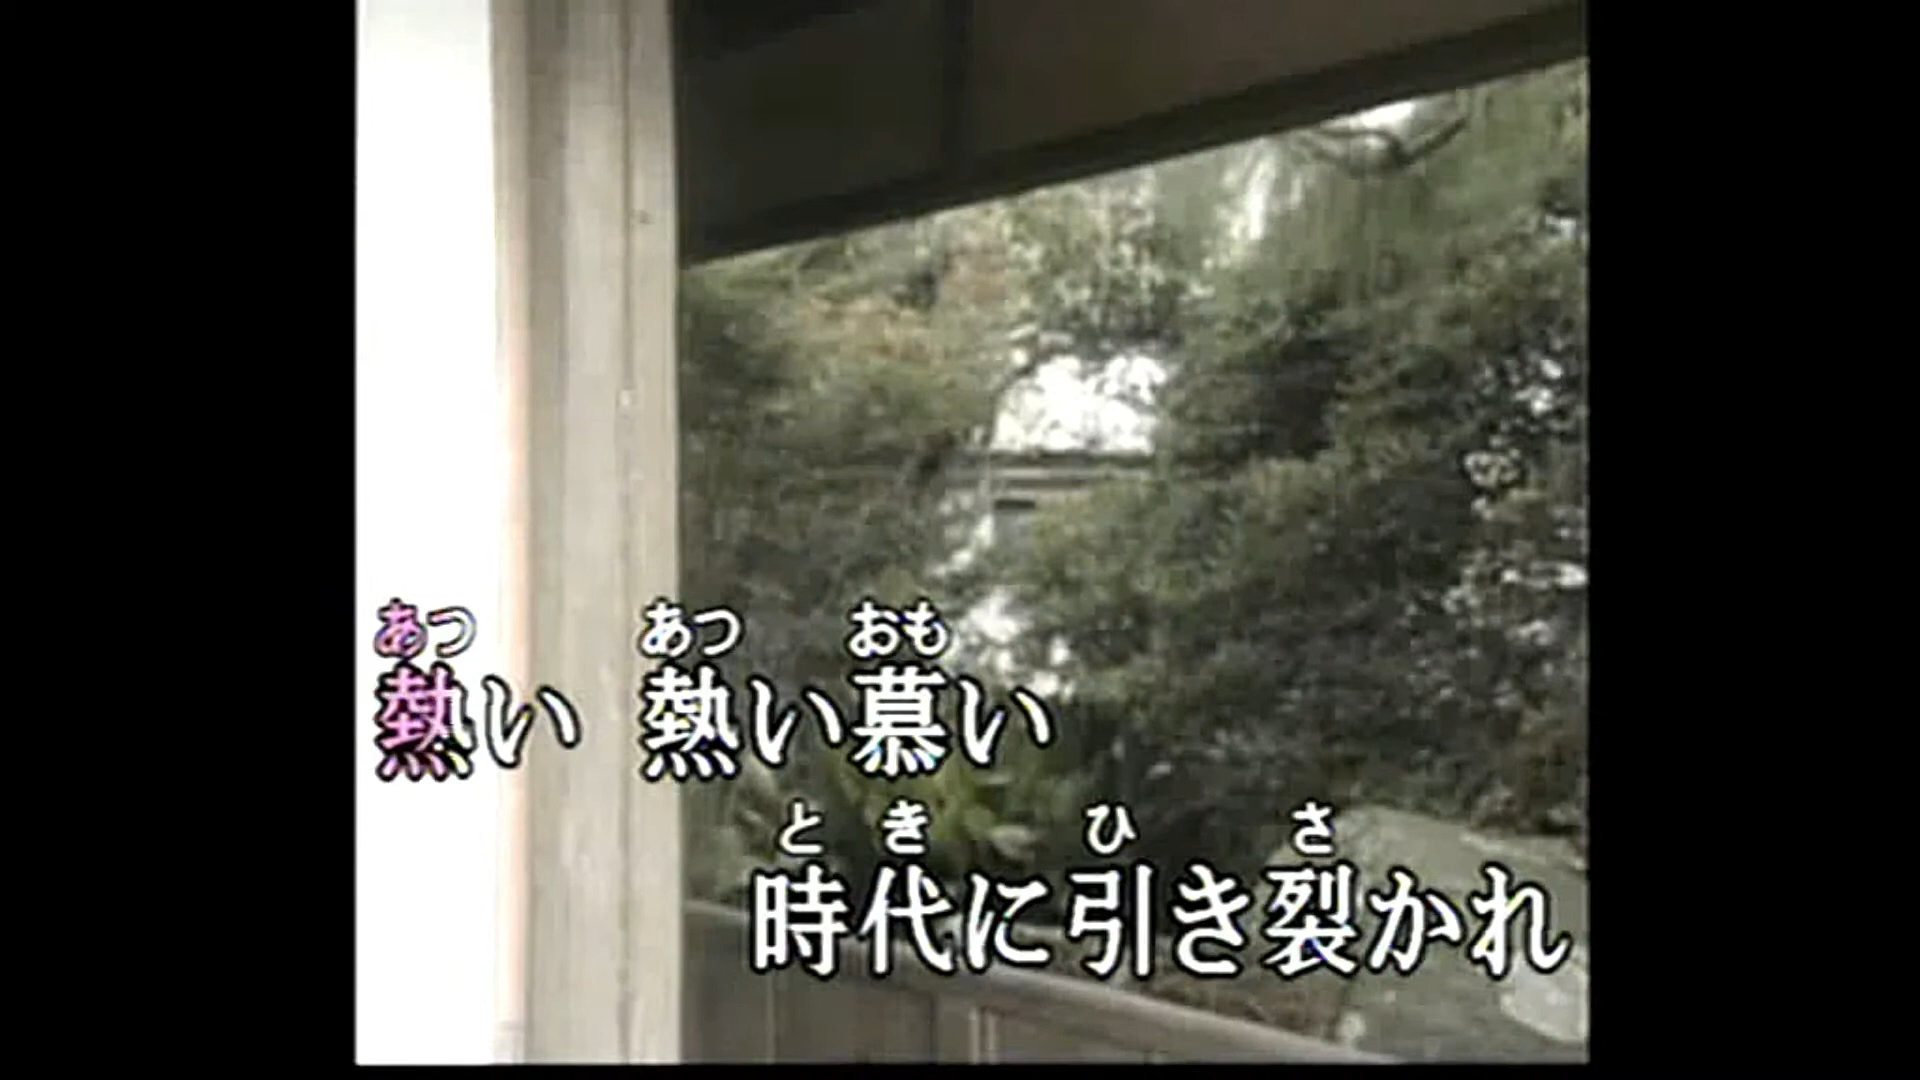 あつ あつ おも
熱い 熱い慕い
とき ひ さ
時代に引き裂かれ